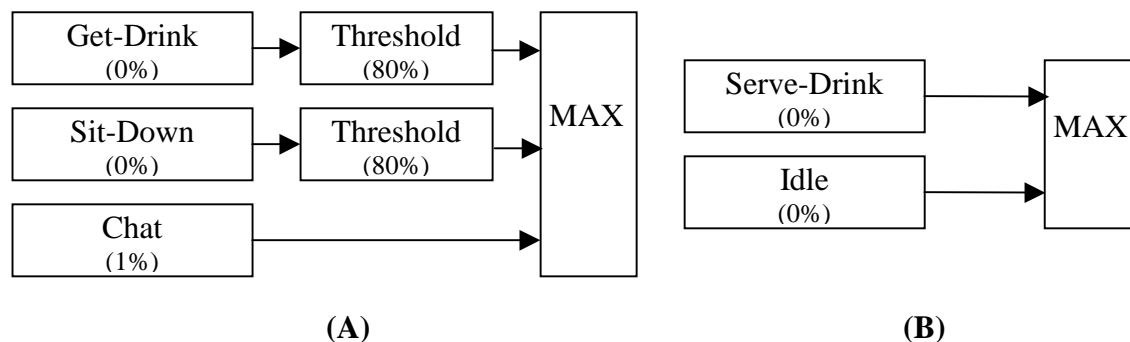 Get-Drink
(0%)
Threshold
(80%)
Sit-Down
(0%)
Threshold
(80%)
Chat
(1%)
MAX
(A)
Serve-Drink
(0%)
Idle
(0%)
MAX
(B)